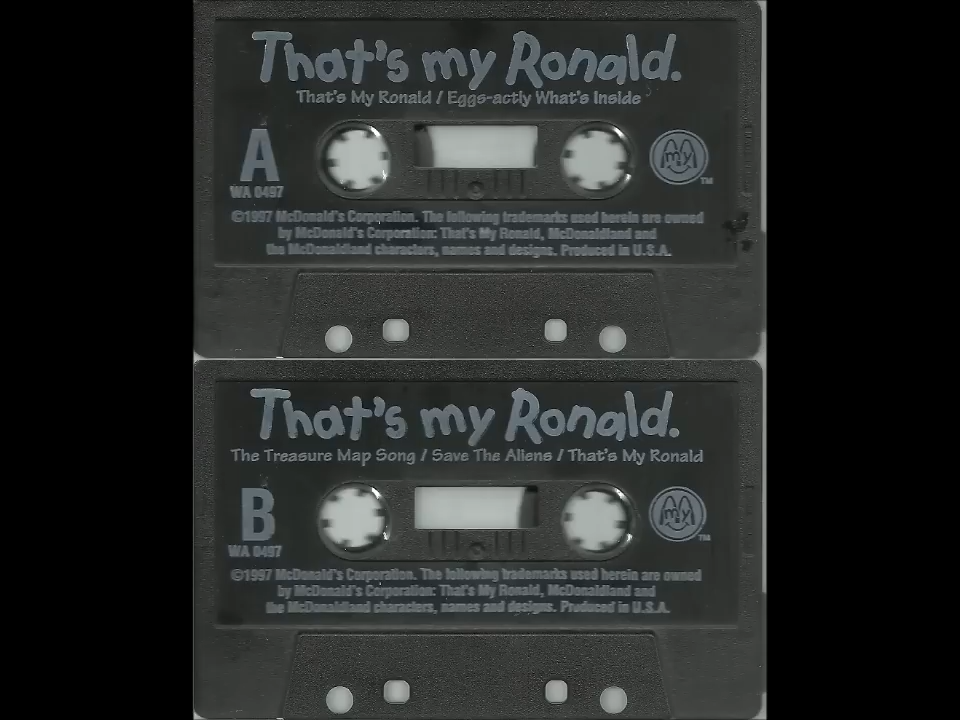 That's my Ronald.
That's My Ronald / Eggs-actly What's Inside
A
WA 0497
my
TM
©1997 McDonald's Corporation. The following trademarks used herein are owned
by McDonald's Corporation: That's My Ronald, McDonaldland and
the McDonaldland characters, names and designs. Produced in U.S.A.
That's my Ronald.
The Treasure Map Song / Save The Aliens / That's My Ronald
B
WA 0497
my
TM
©1997 McDonald's Corporation. The following trademarks used herein are owned
by McDonald's Corporation: That's My Ronald, McDonaldland and
the McDonaldland characters, names and designs. Produced in U.S.A.